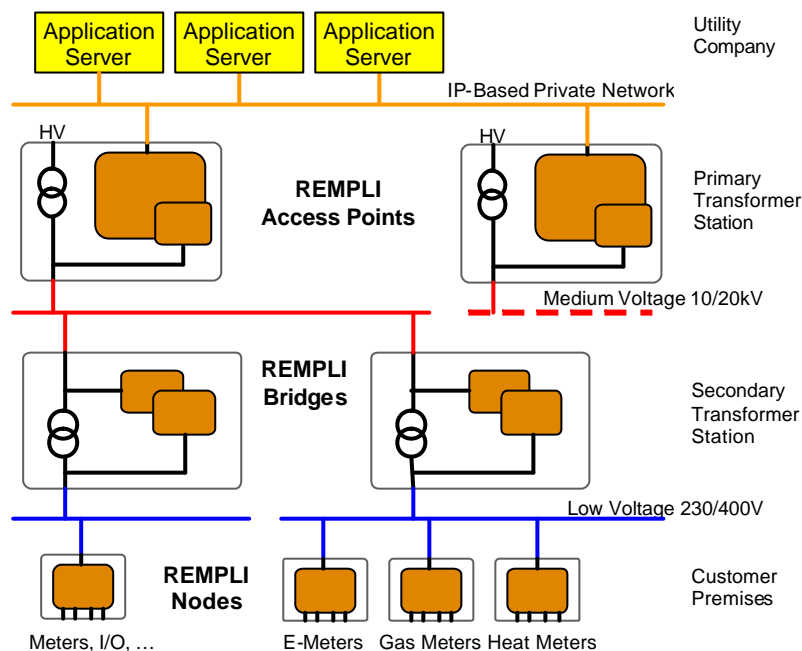 Application
Server
Application
Server
Application
Server
Utility
Company
IP-Based Private Network
HV
HV
REMPLI
Access Points
Primary
Transformer
Station
Medium Voltage 10/20kV
REMPLI
Bridges
Secondary
Transformer
Station
Low Voltage 230/400V
REMPLI
Nodes
Customer
Premises
Meters, I/O, ...
E-Meters
Gas Meters
Heat Meters